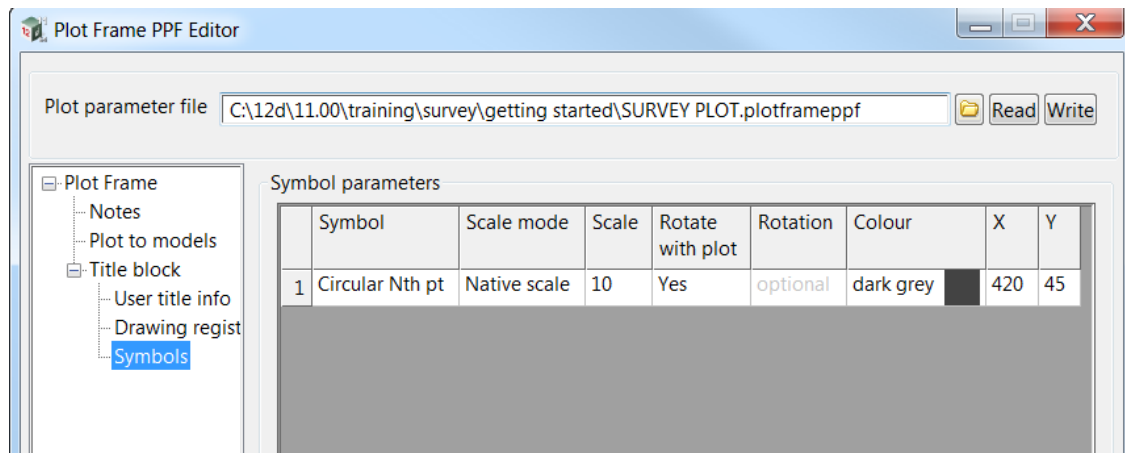 Plot Frame PPF Editor
Plot parameter file C:\12d\11.00\training\survey\getting started\SURVEY PLOT.plotframeppf Read Write
Plot Frame
Notes
Plot to models
Title block
User title info
Drawing regist
Symbols
Symbol parameters
Symbol Scale mode Scale Rotate with plot Rotation Colour X Y
1 Circular Nth pt Native scale 10 Yes optional dark grey 420 45